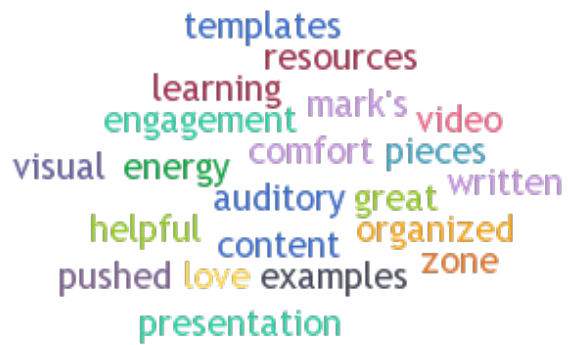 templates
resources
learning
mark's
engagement
video
comfort
pieces
visual
energy
written
auditory
great
helpful
organized
content
zone
pushed
love
examples
presentation